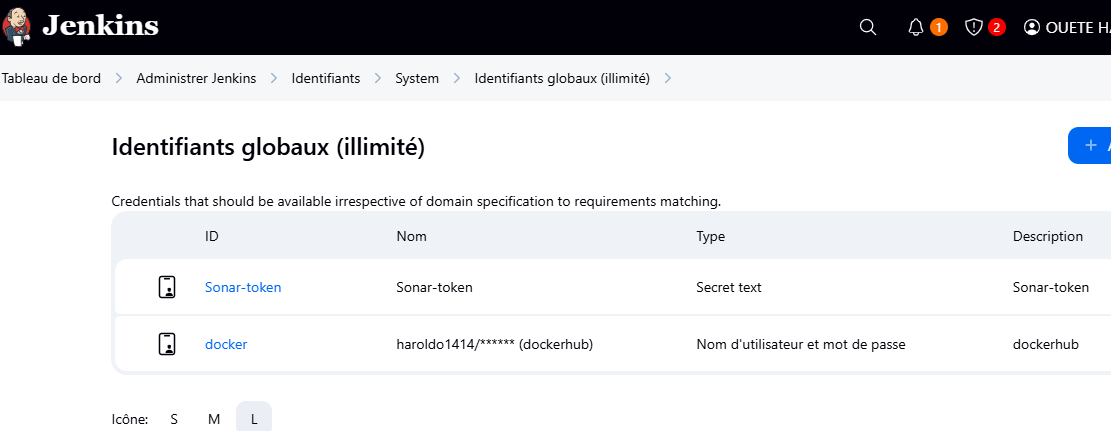 Jenkins
1
2
OUETE HA
Tableau de bord > Administrer Jenkins > Identifiants > System > Identifiants globaux (illimité) >
Identifiants globaux (illimité)
+
Credentials that should be available irrespective of domain specification to requirements matching.
ID Nom Type Description
Sonar-token Sonar-token Secret text Sonar-token
docker haroldo1414/****** (dockerhub) Nom d'utilisateur et mot de passe dockerhub
Icône: S M L